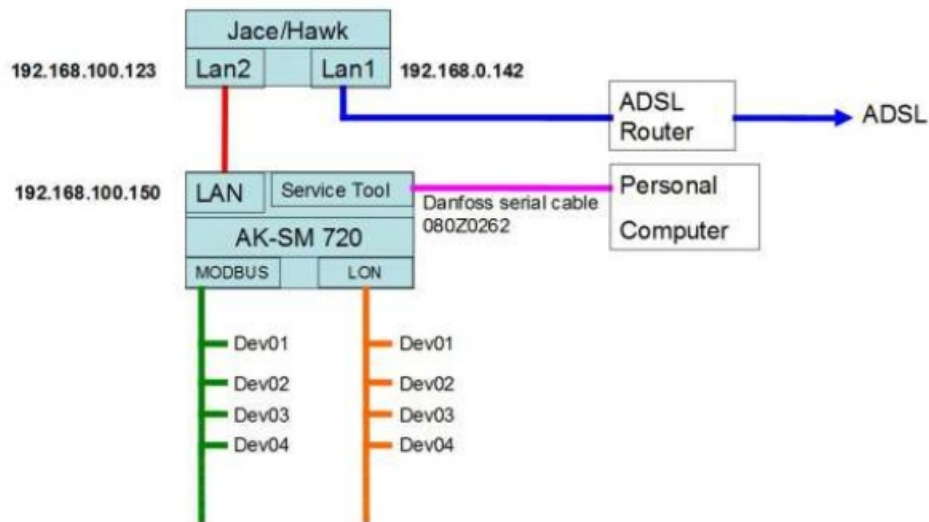 Jace/Hawk
192.168.100.123 Lan2 Lan1 192.168.0.142
ADSL
Router
ADSL
192.168.100.150 LAN Service Tool
Personal
Computer
Danfoss serial cable
080Z0262
AK-SM 720
MODBUS LON
Dev01 Dev01
Dev02 Dev02
Dev03 Dev03
Dev04 Dev04